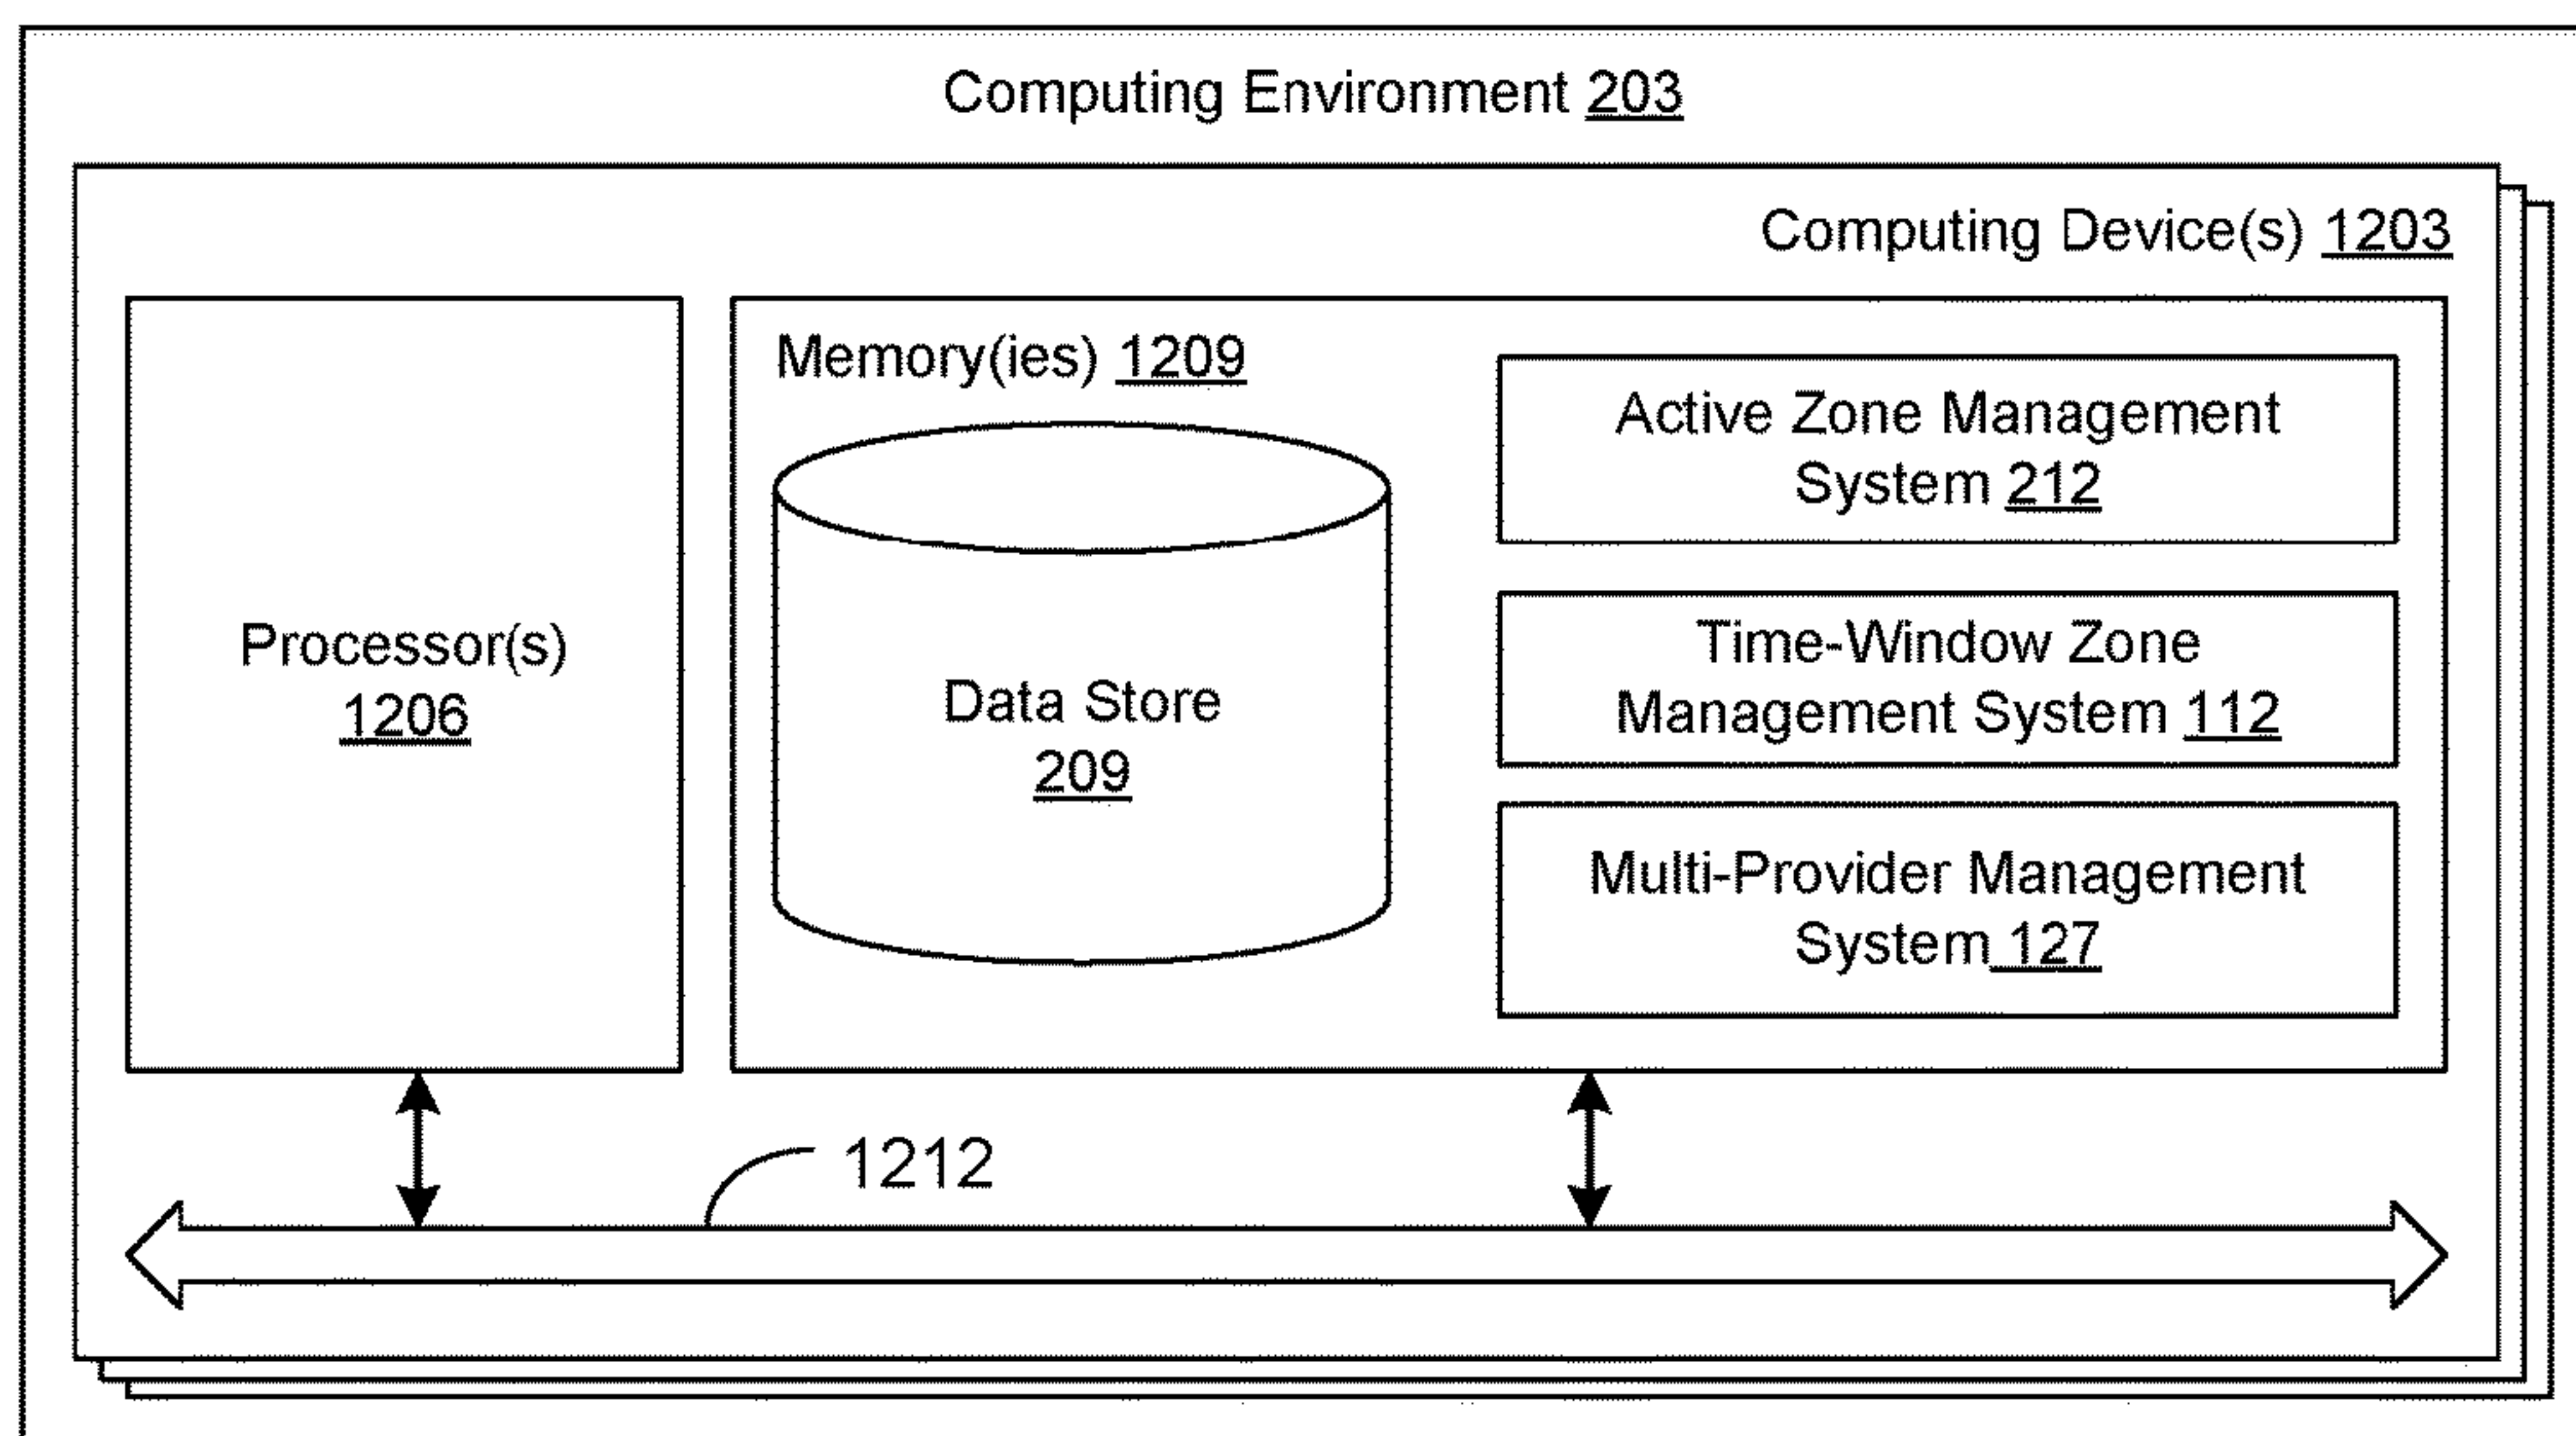 Computing Environment 203
Computing Device(s) 1203
Processor(s)
1206
Memory(ies) 1209
Data Store
209
Active Zone Management
System 212
Time-Window Zone
Management System 112
Multi-Provider Management
System 127
1212